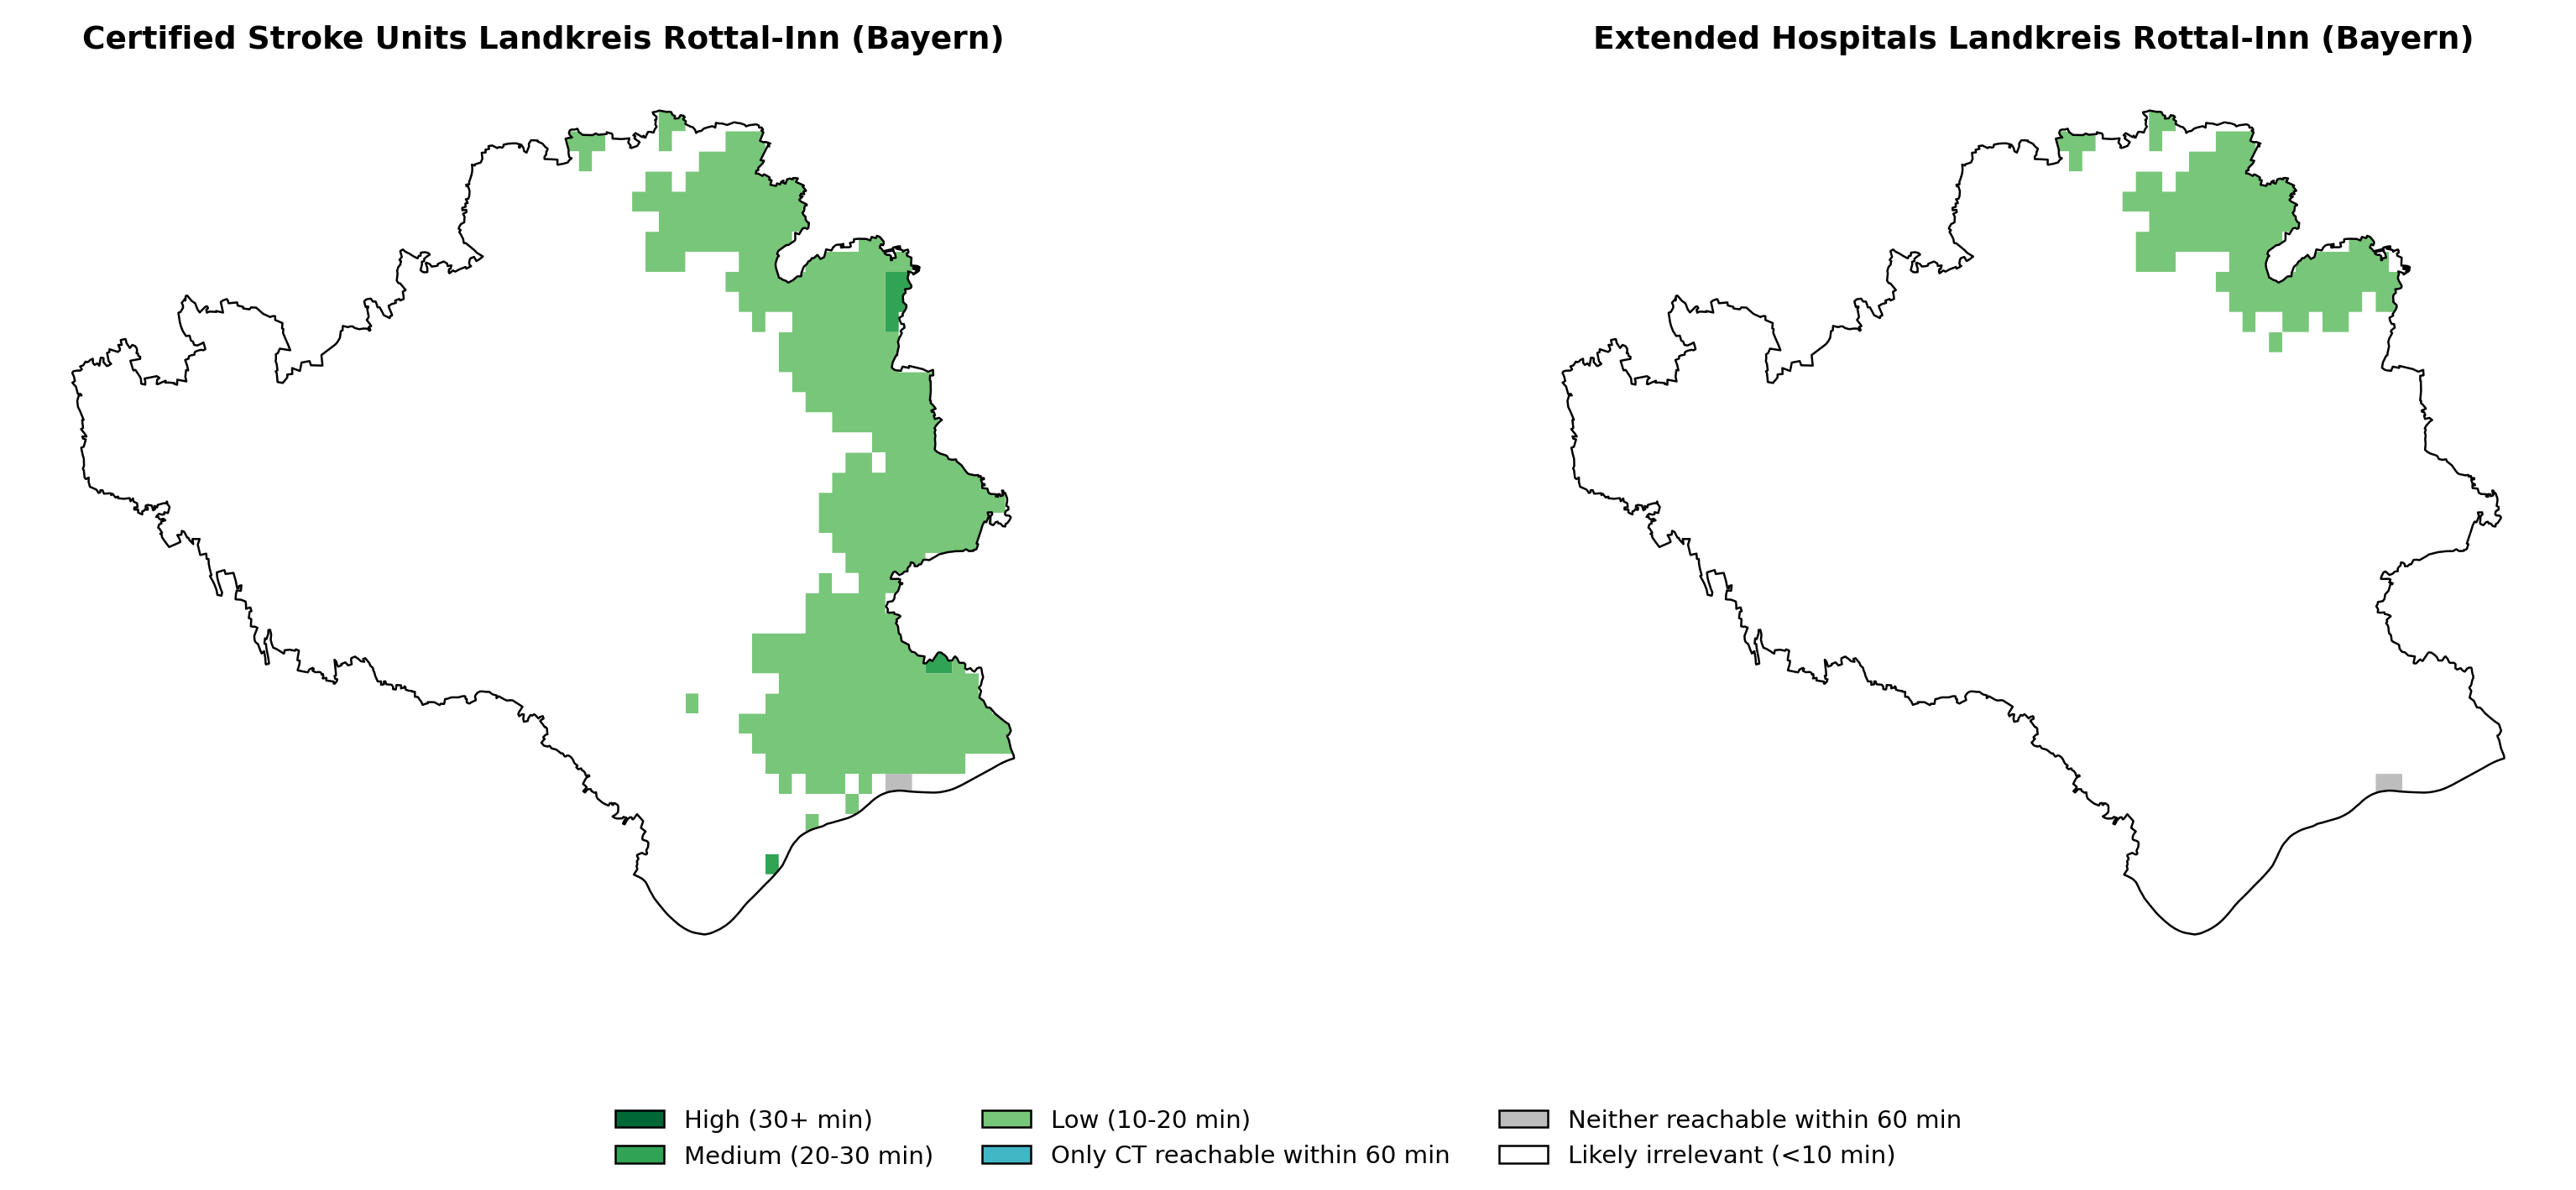 Certified Stroke Units Landkreis Rottal-Inn (Bayern)
Extended Hospitals Landkreis Rottal-Inn (Bayern)
High (30+ min)
Medium (20-30 min)
Low (10-20 min)
Only CT reachable within 60 min
Neither reachable within 60 min
Likely irrelevant (<10 min)